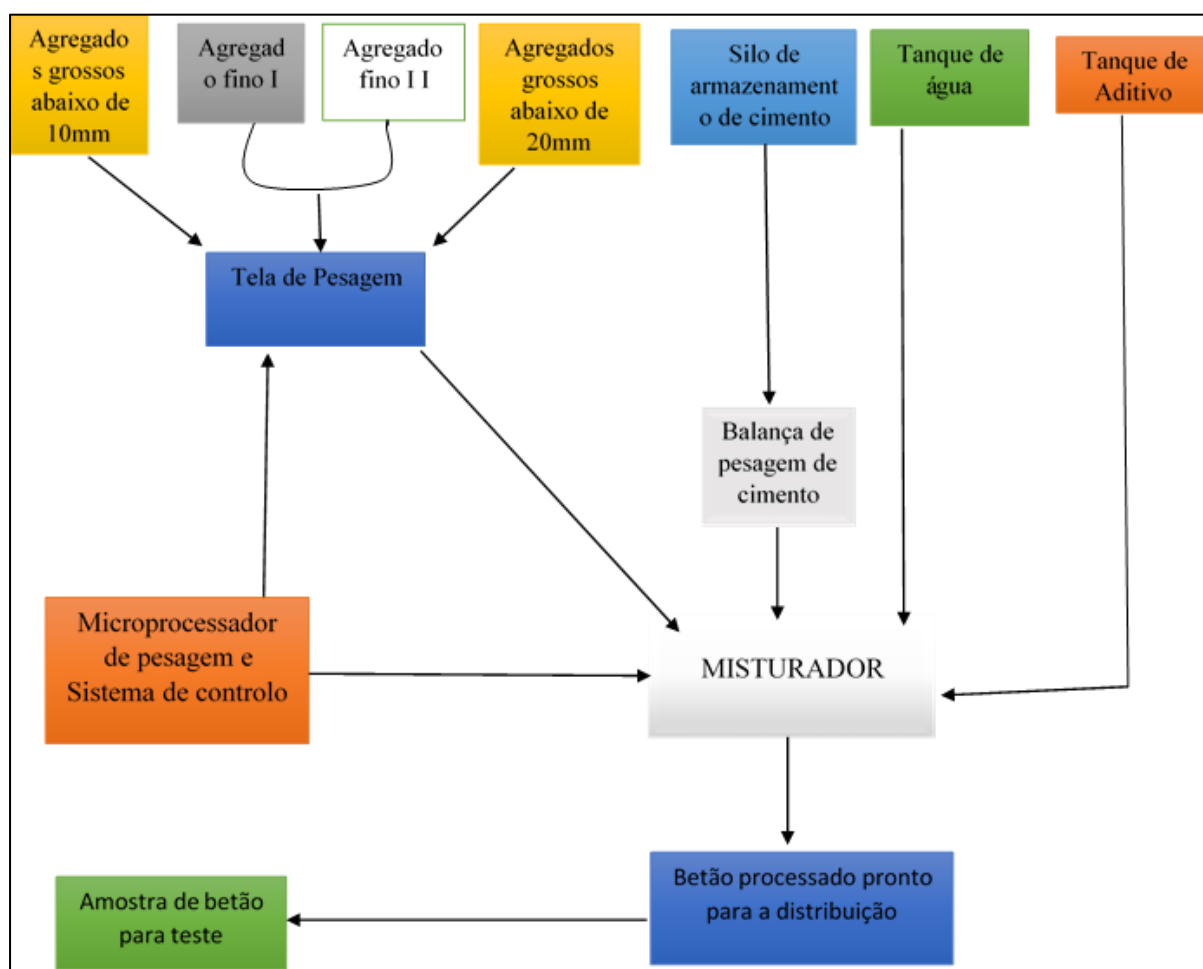 Agregado
s grossos
abaixo de
10mm
Agregad
o fino I
Agregado
fino I I
Agregados
grossos
abaixo de
20mm
Silo de
armazenament
o de cimento
Tanque de
água
Tanque de
Aditivo
Tela de Pesagem
Balança de
pesagem de
cimento
Microprocessador
de pesagem e
Sistema de controlo
MISTURADOR
Betão processado pronto
para a distribuição
Amostra de betão
para teste